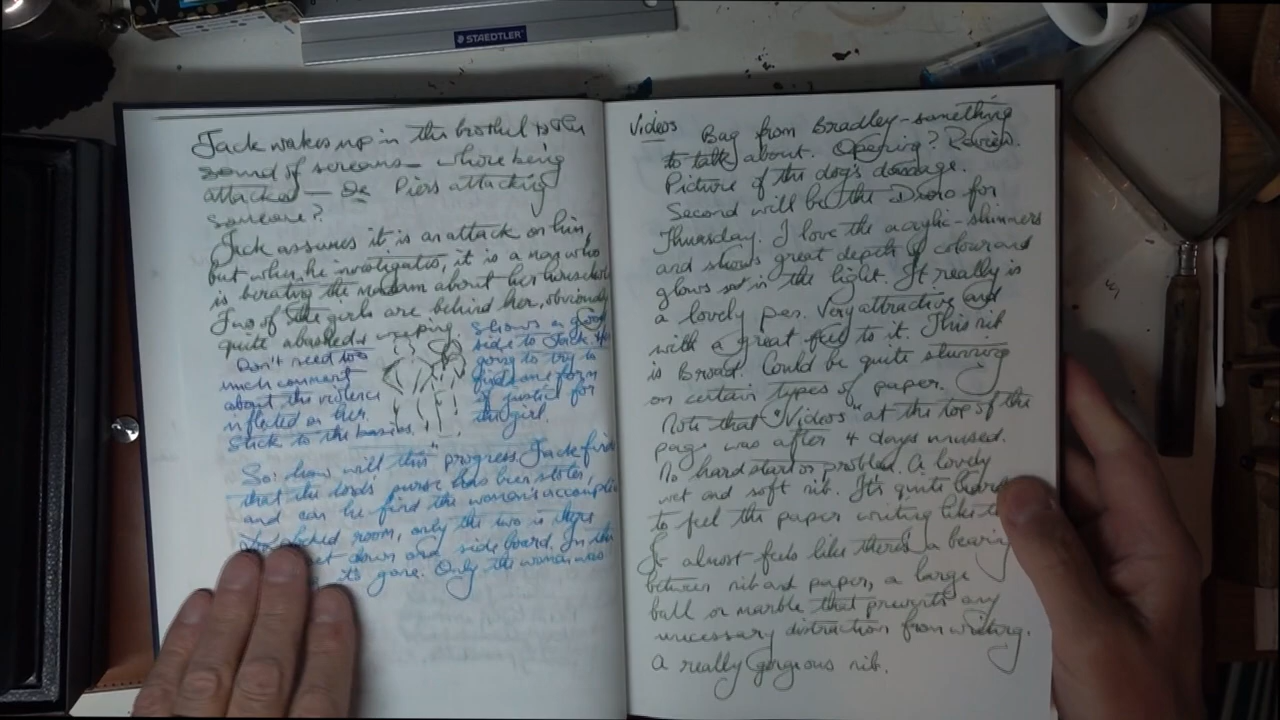 STAEDTLER
Jack wakes up in the brothel to the
sound of screams – whore being
attacked — Or Piers attacking
someone?
Jack assumes it is an attack on him,
but when he investigates, it is a man who
is berating the madam about her household
Two of the girls are behind her, obviously
quite abashed & weeping.
Don't need too
much comment
about the violence
inflicted on her.
Stick to the basics.
Shows a good
side to Jack. He
going to try to
find some form
of justice for
the girl.
So: how will this progress? Jack finds
that the lords' purse has been stolen,
and can he find the woman's accomplice
locked room, only the two is there
set down on a side board. In the
its gone. Only the woman was
Videos
Bag from Bradley – something
to talk about. Opening? Review.
Picture of the dog's damage.
Second will be the for
Thursday. I love the acrylic – shimmers
and shows great depth of colour and
glows in the light. It really is
a lovely pen. Very attractive and
with a great feel to it. This nib
is Broad. Could be quite stunning
on certain types of paper.
Note that "Videos" at the top of the
page was after 4 days unused.
No hard start or problem. A lovely
wet and soft nib. It's quite hard
to feel the paper writing like this
It almost feels like there's a bearing
between nib and paper, a large
ball or marble that prevents any
unnecessary distraction from writing.
A really gorgeous nib.